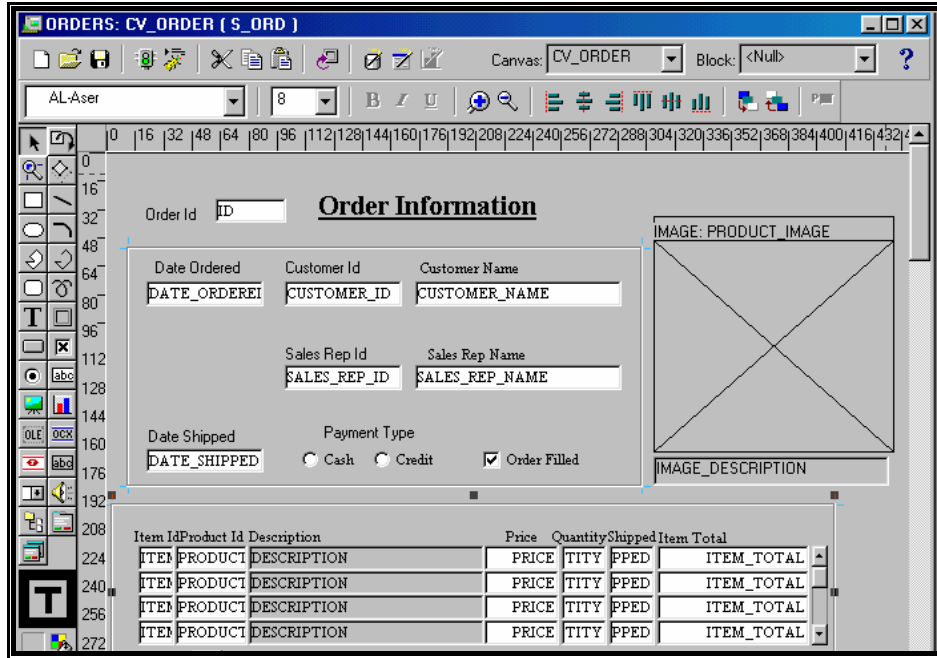 ORDERS: CV_ORDER ( S_ORD )
Canvas: CV_ORDER Block: <Null> ?
AL-Aser 8 B I U P
0 16 32 48 64 80 96 112 128 144 160 176 192 208 224 240 256 272 288 304 320 336 352 368 384 400 416 432 4
0
16
32
48
64
80
96
112
128
144
160
176
192
208
224
240
256
272
Order Id ID Order Information
IMAGE: PRODUCT_IMAGE
Date Ordered Customer Id Customer Name
DATE_ORDEREI CUSTOMER_ID CUSTOMER_NAME
Sales Rep Id Sales Rep Name
SALES_REP_ID SALES_REP_NAME
Date Shipped Payment Type
DATE_SHIPPED Cash Credit Order Filled
IMAGE_DESCRIPTION
Item Id Product Id Description Price Quantity Shipped Item Total
ITEM PRODUCT DESCRIPTION PRICE TITY PPED ITEM_TOTAL
ITEM PRODUCT DESCRIPTION PRICE TITY PPED ITEM_TOTAL
ITEM PRODUCT DESCRIPTION PRICE TITY PPED ITEM_TOTAL
ITEM PRODUCT DESCRIPTION PRICE TITY PPED ITEM_TOTAL
T
abc
OLE OCX
abd
T